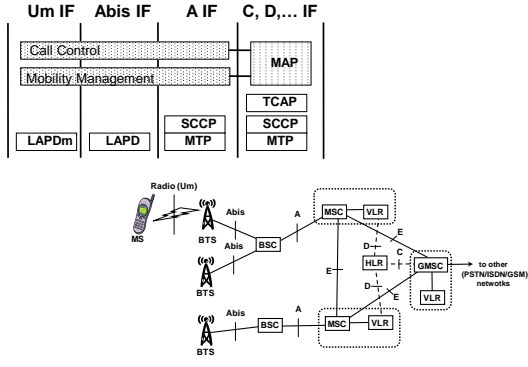 Um IF Abis IF A IF C, D,... IF
Call Control
MAP
Mobility Management
TCAP
SCCP SCCP
LAPDm LAPD MTP MTP
Radio (Um)
Abis
MSC VLR
MS
BTS
A
E
BSC
Abis
D
C
HLR
GMSC
to other
(PSTN/ISDN/GSM)
netwotks
E
BTS
D
E
VLR
Abis
BSC
A
MSC
VLR
BTS